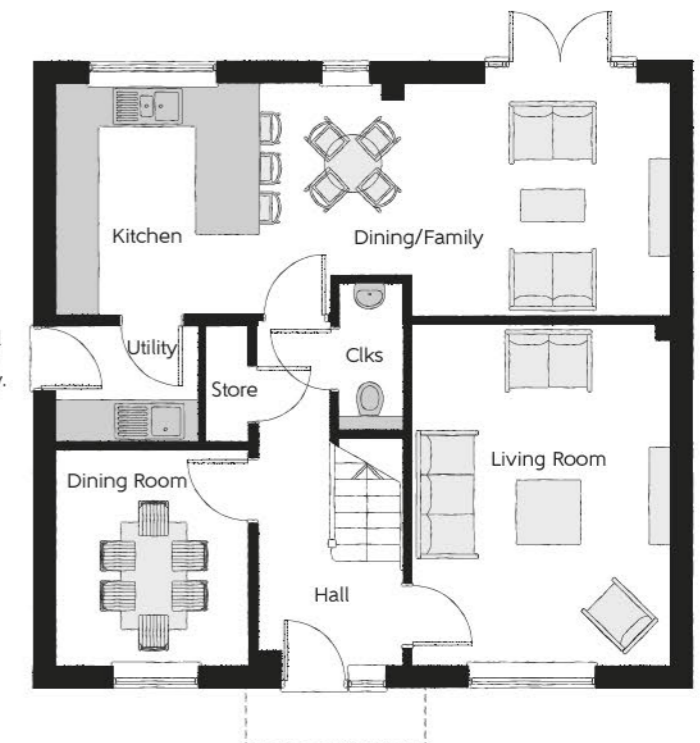 Kitchen
Dining/Family
Utility
Clks
Store
Dining Room
Living Room
Hall